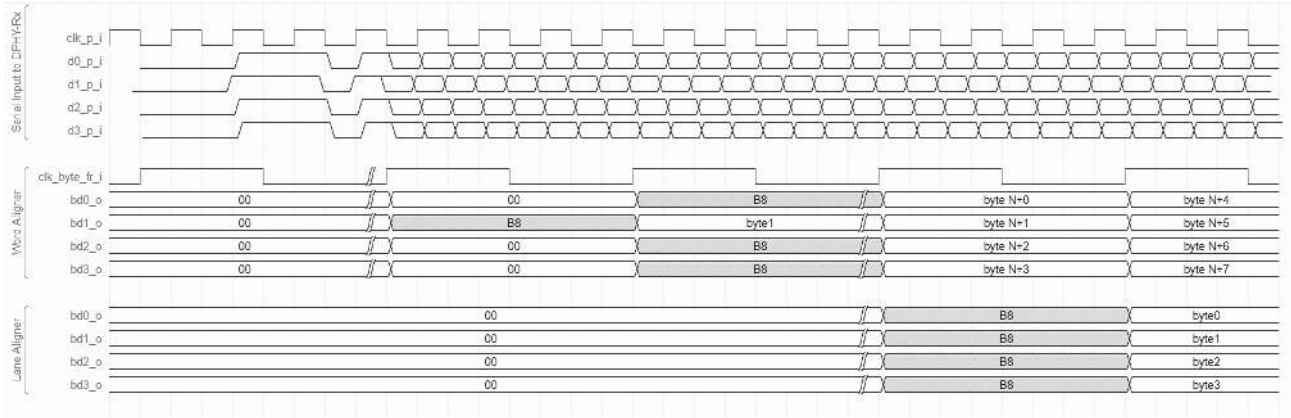 Serial Input to DPHY-Rx
clk_p_i
d0_p_i
d1_p_i
d2_p_i
d3_p_i
Word Aligner
clk_byte_fr_i
bd0_o 00 00 B8 byte N+0 byte N+4
bd1_o 00 B8 byte1 byte N+1 byte N+5
bd2_o 00 00 B8 byte N+2 byte N+6
bd3_o 00 00 B8 byte N+3 byte N+7
Lane Aligner
bd0_o 00 B8 byte0
bd1_o 00 B8 byte1
bd2_o 00 B8 byte2
bd3_o 00 B8 byte3